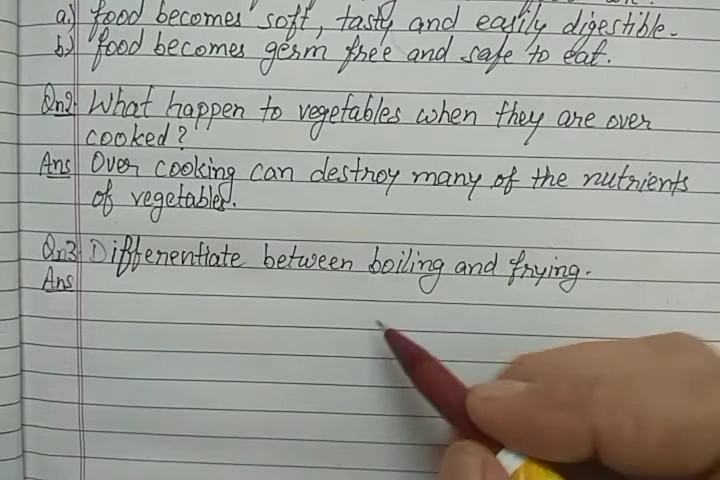 a.) food becomes soft, tasty and easily digestible.
b.) food becomes germ free and safe to eat.
Qn2. What happen to vegetables when they are over
cooked?
Ans Over cooking can destroy many of the nutrients
of vegetables.
Qn3. Differentiate between boiling and frying.
Ans